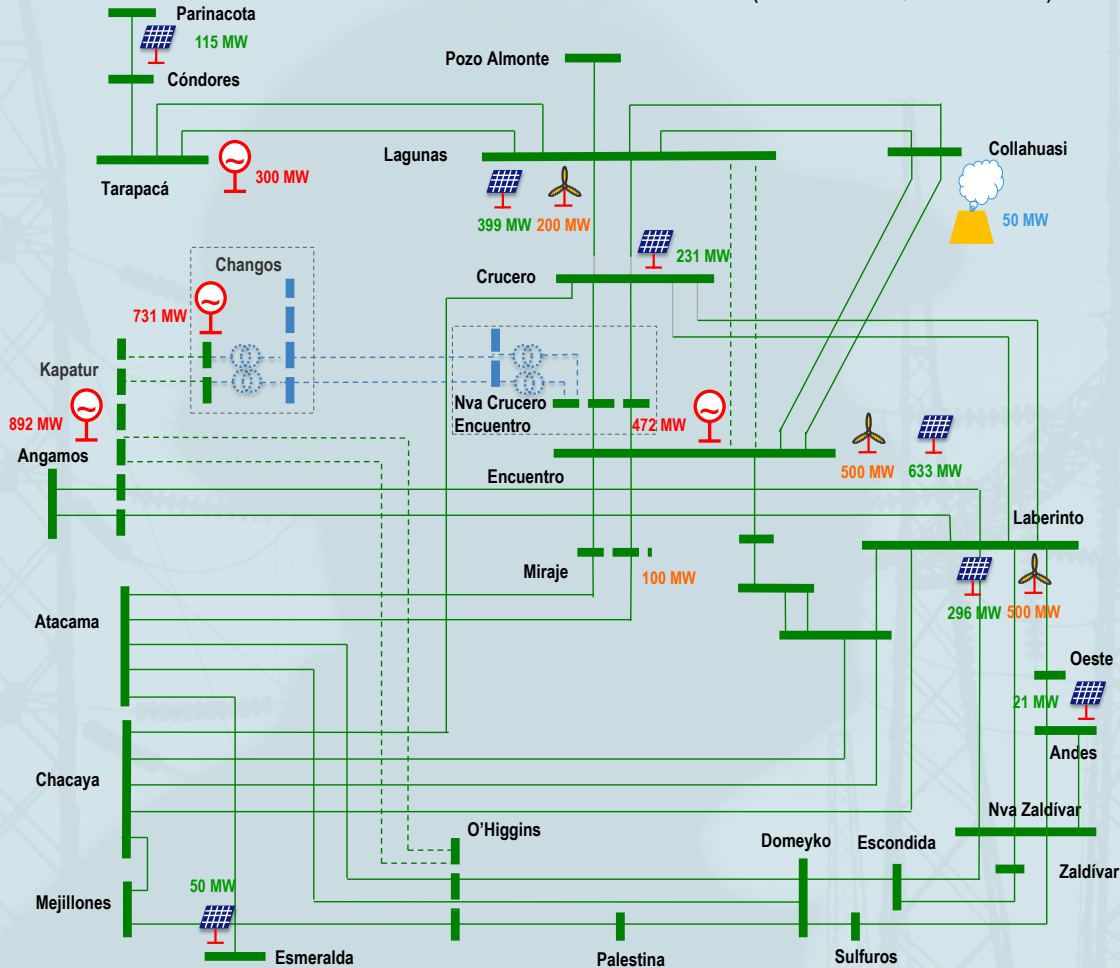 Parinacota
115 MW
Cóndores
Pozo Almonte
Lagunas
Collahuasi
Tarapacá
300 MW
399 MW
200 MW
50 MW
Changos
Crucero
231 MW
731 MW
Kapatur
892 MW
Nva Crucero
Encuentro
472 MW
Angamos
Encuentro
500 MW
633 MW
Laberinto
Miraje
100 MW
Atacama
296 MW
500 MW
Oeste
21 MW
Andes
Chacaya
Nva Zaldívar
O'Higgins
Domeyko
Escondida
Zaldívar
Mejillones
50 MW
Esmeralda
Palestina
Sulfuros